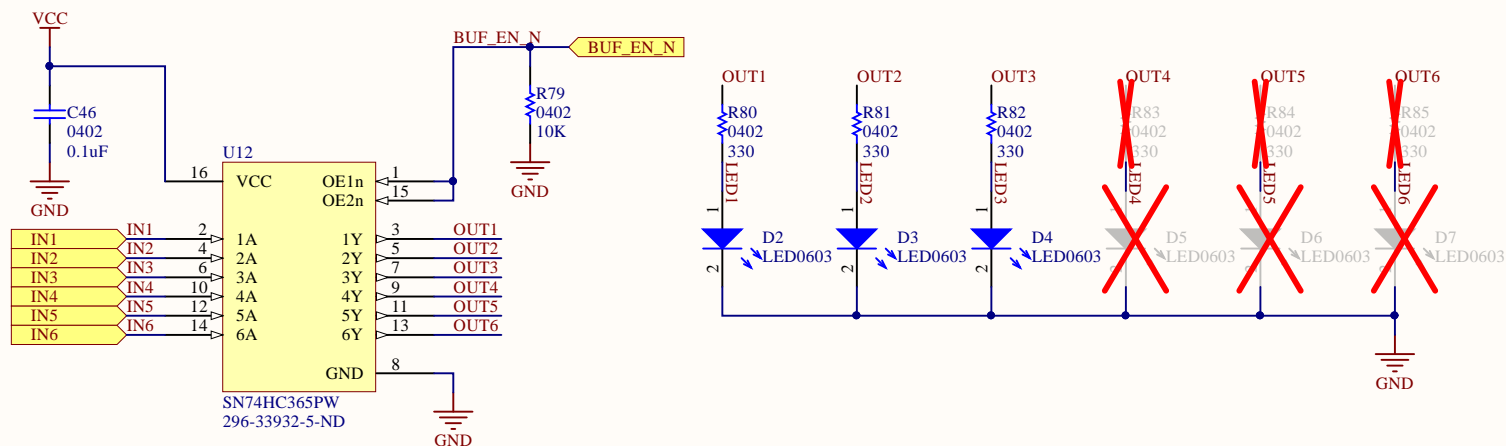 VCC
C46
0402
0.1uF
GND
BUF_EN_N
BUF_EN_N
R79
0402
10K
GND
U12
16
VCC
OE1n
1
OE2n
15
IN1
IN1
2
1A
1Y
3
OUT1
IN2
IN2
4
2A
2Y
5
OUT2
IN3
IN3
6
3A
3Y
7
OUT3
IN4
IN4
10
4A
4Y
9
OUT4
IN5
IN5
12
5A
5Y
11
OUT5
IN6
IN6
14
6A
6Y
13
OUT6
GND
8
SN74HC365PW
296-33932-5-ND
GND
OUT1
R80
0402
330
LED1
1
2
D2
LED0603
OUT2
R81
0402
330
LED2
1
2
D3
LED0603
OUT3
R82
0402
330
LED3
1
2
D4
LED0603
OUT4
R83
0402
330
LED4
1
2
D5
LED0603
OUT5
R84
0402
330
LED5
1
2
D6
LED0603
OUT6
R85
0402
330
LED6
1
2
D7
LED0603
GND